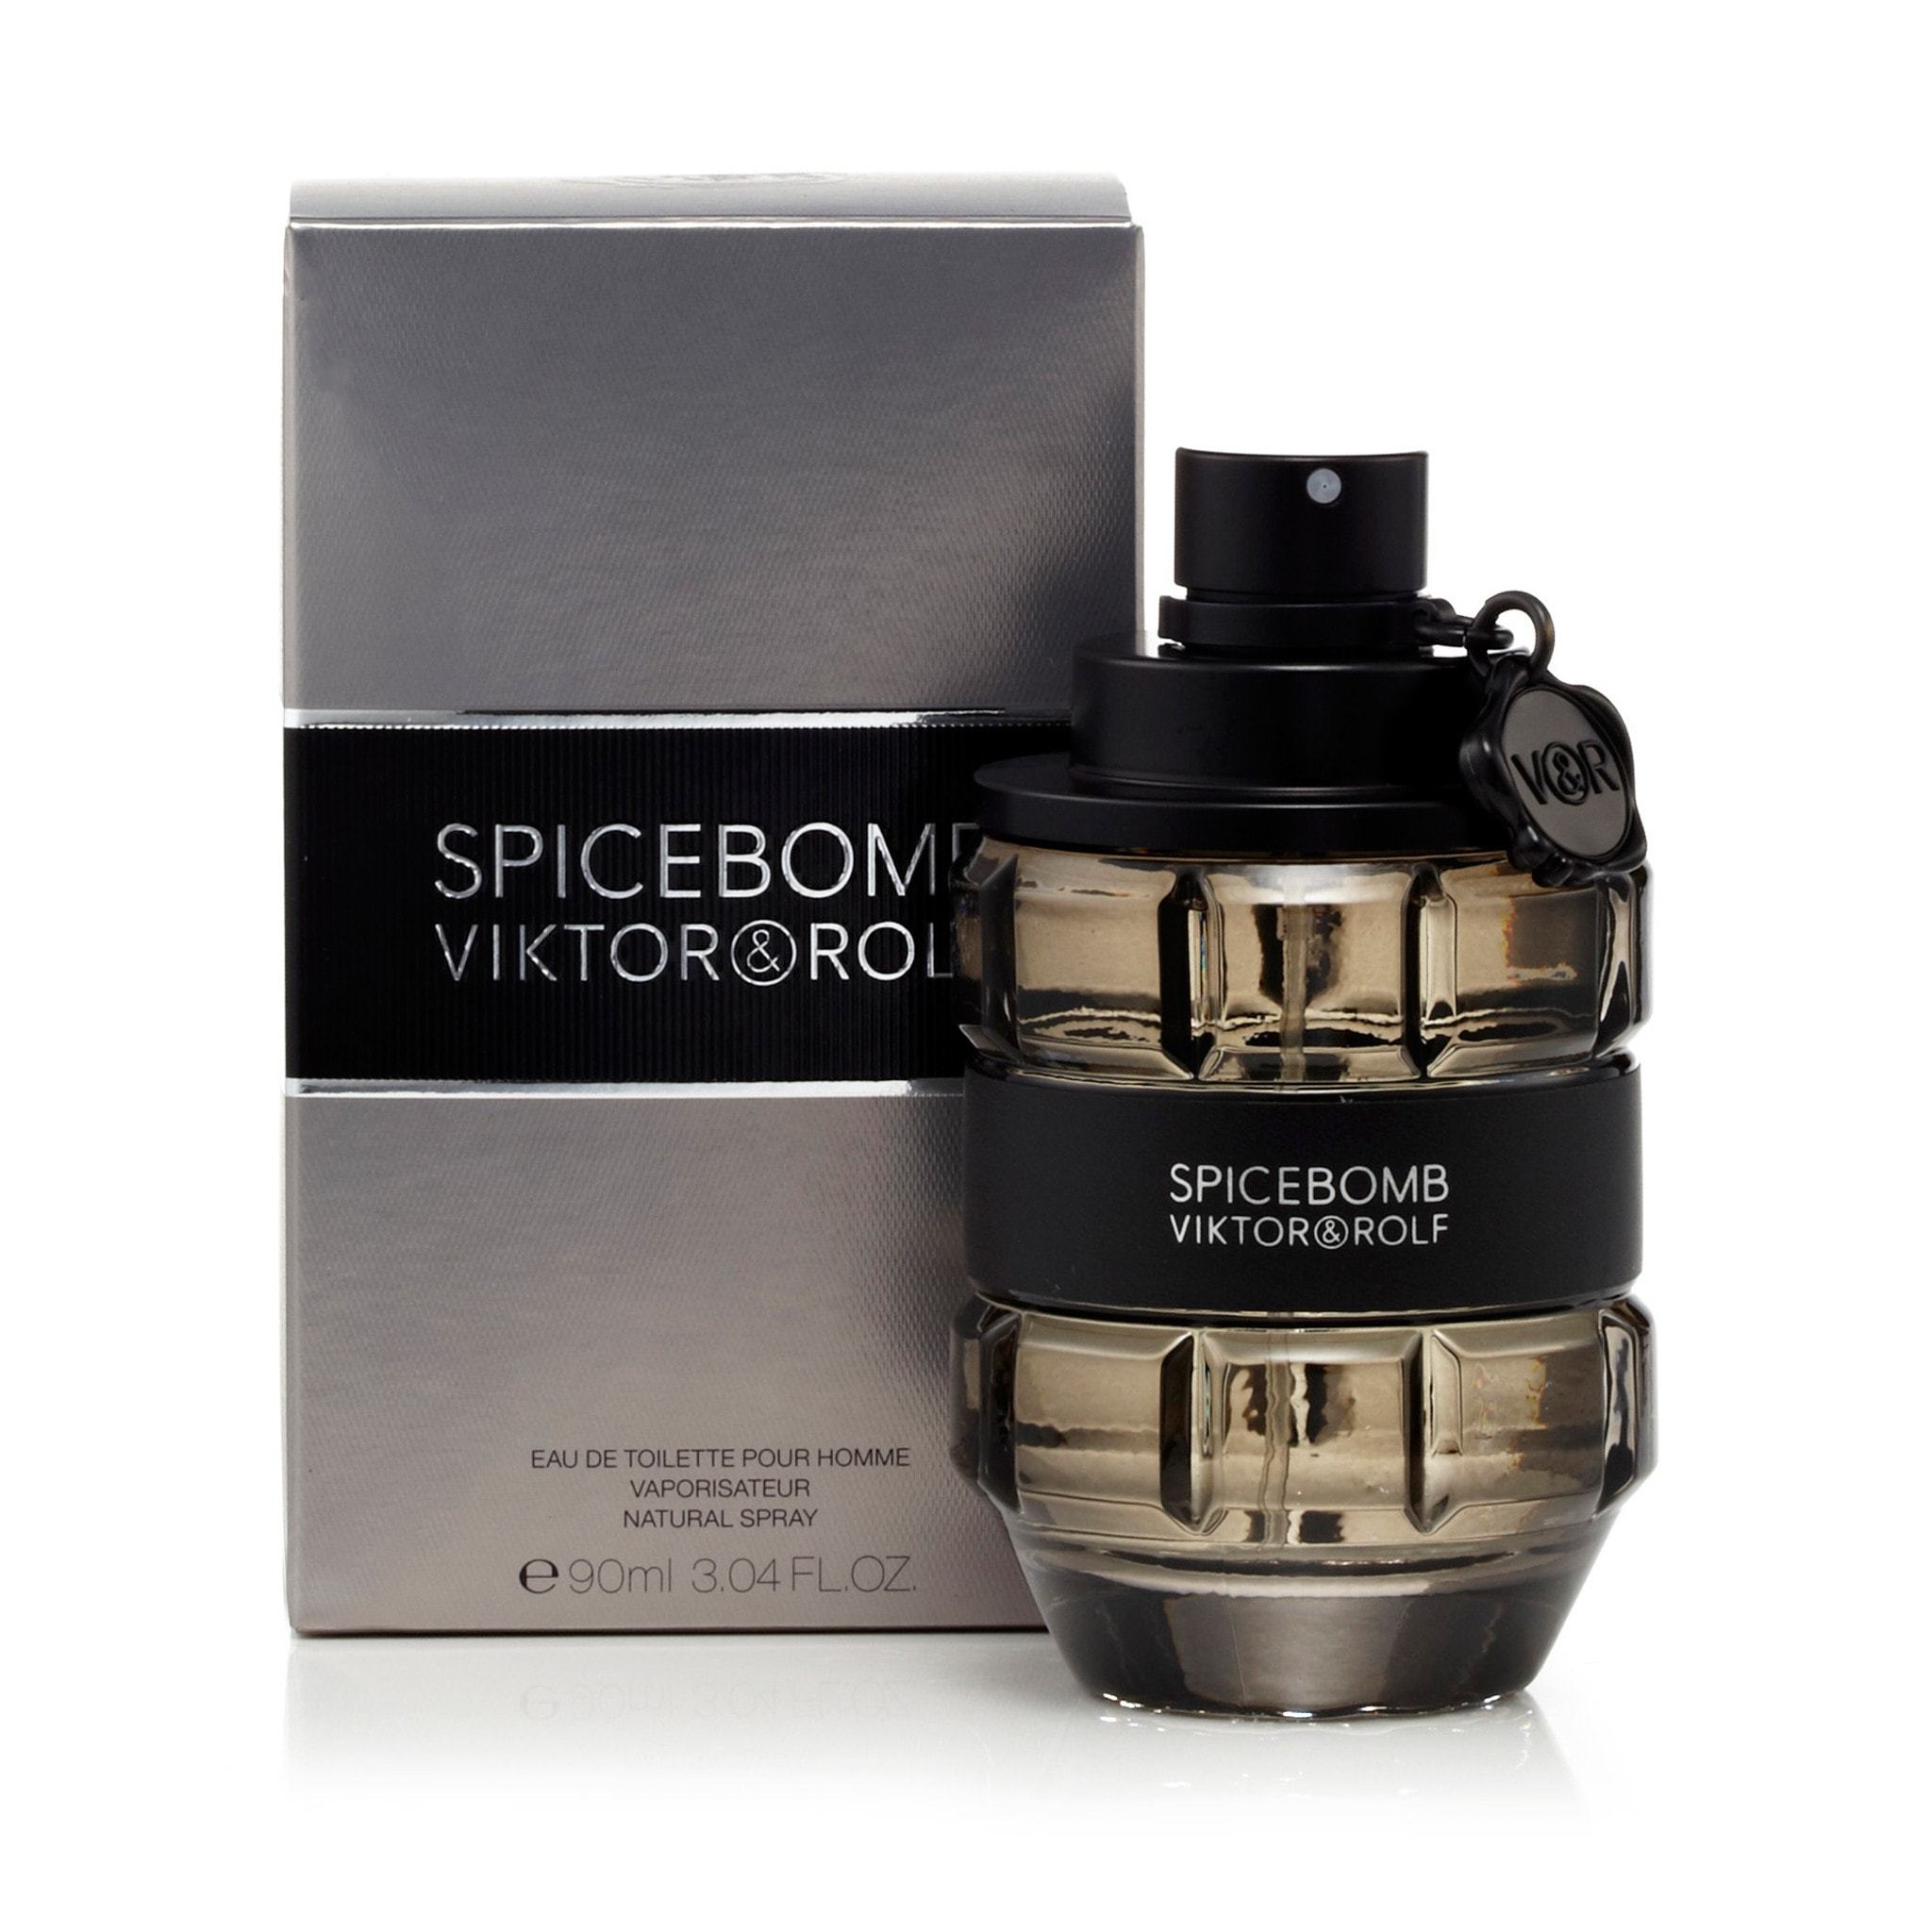 SPICEBOMB
VIKTOR&ROLF
EAU DE TOILETTE POUR HOMME
VAPORISATEUR
NATURAL SPRAY
℮ 90ml 3.04 FL.OZ.
V&R
SPICEBOMB
VIKTOR&ROLF